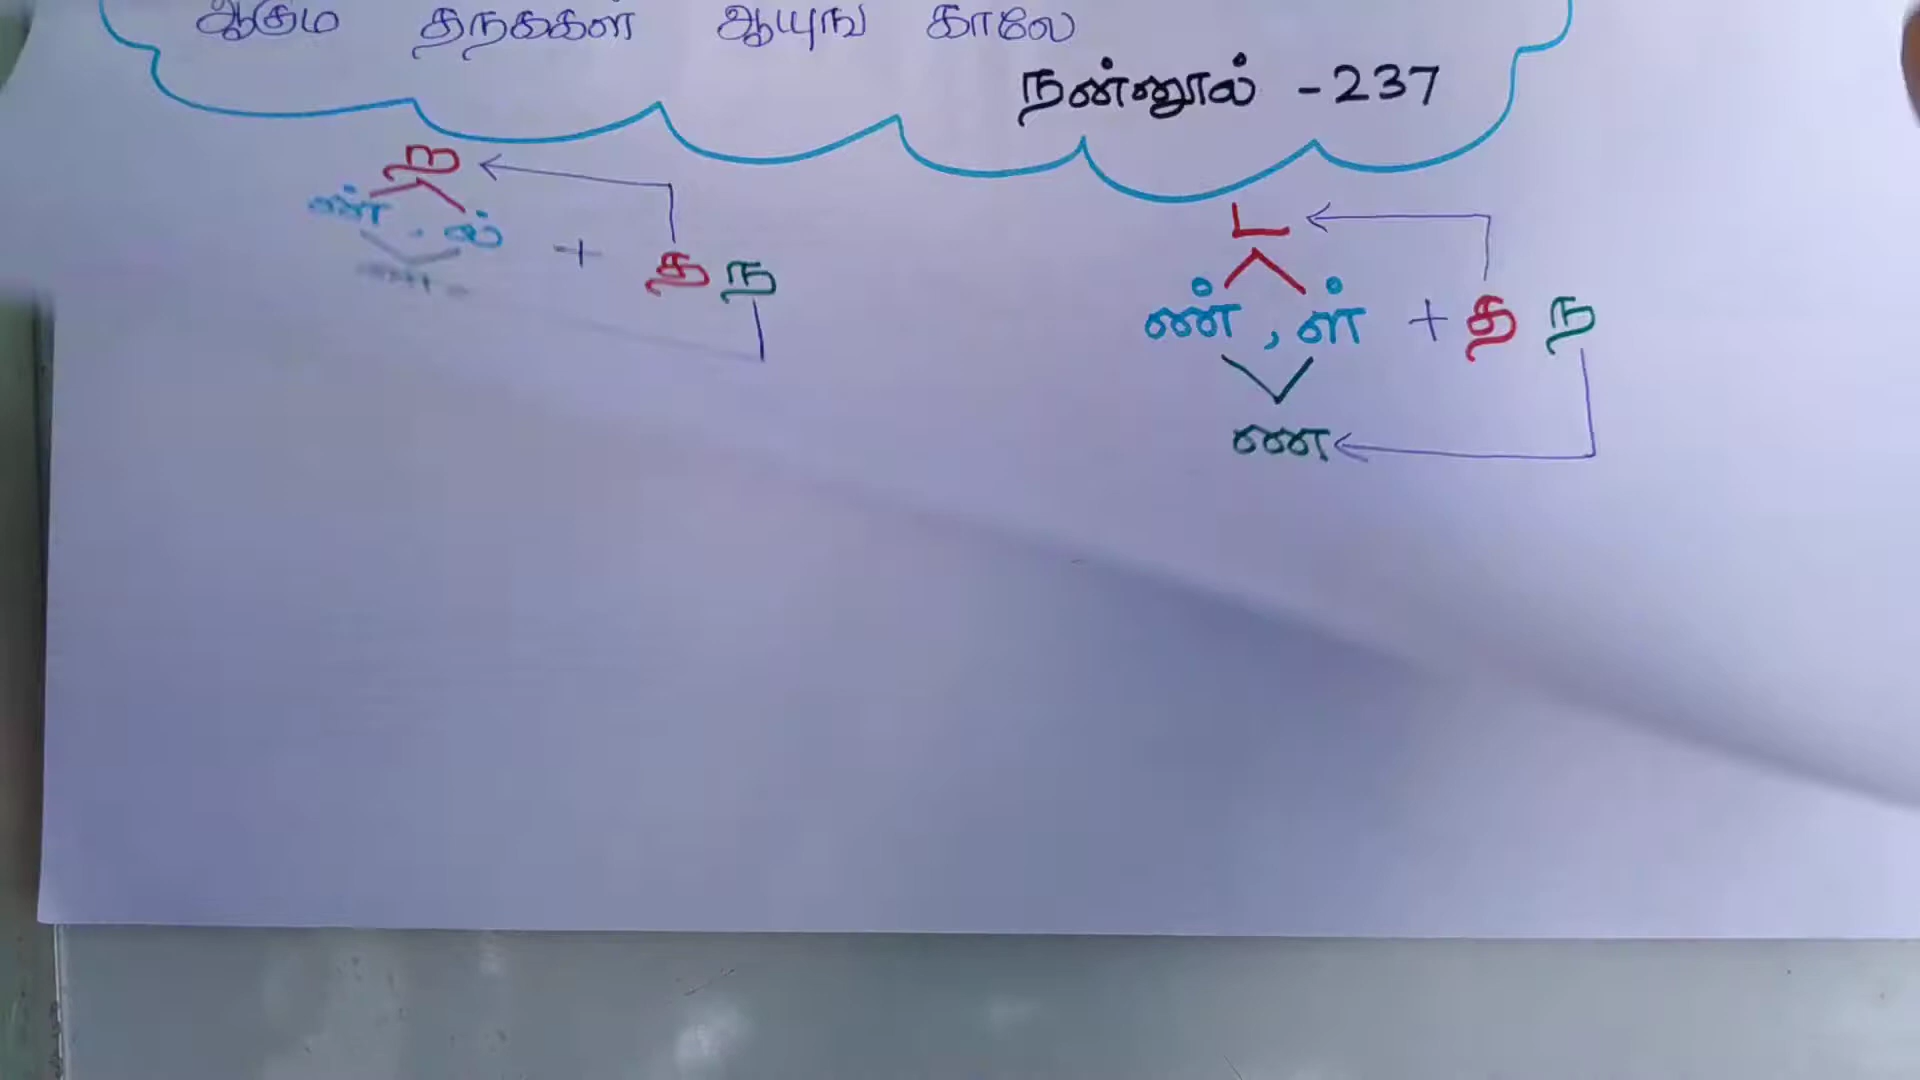 ஆகும் தநக்கள் ஆயுங் காலே
நன்னூல் - 237
ற
ன் , ல் + த ந
ட
ண் , ள் + த ந
ண